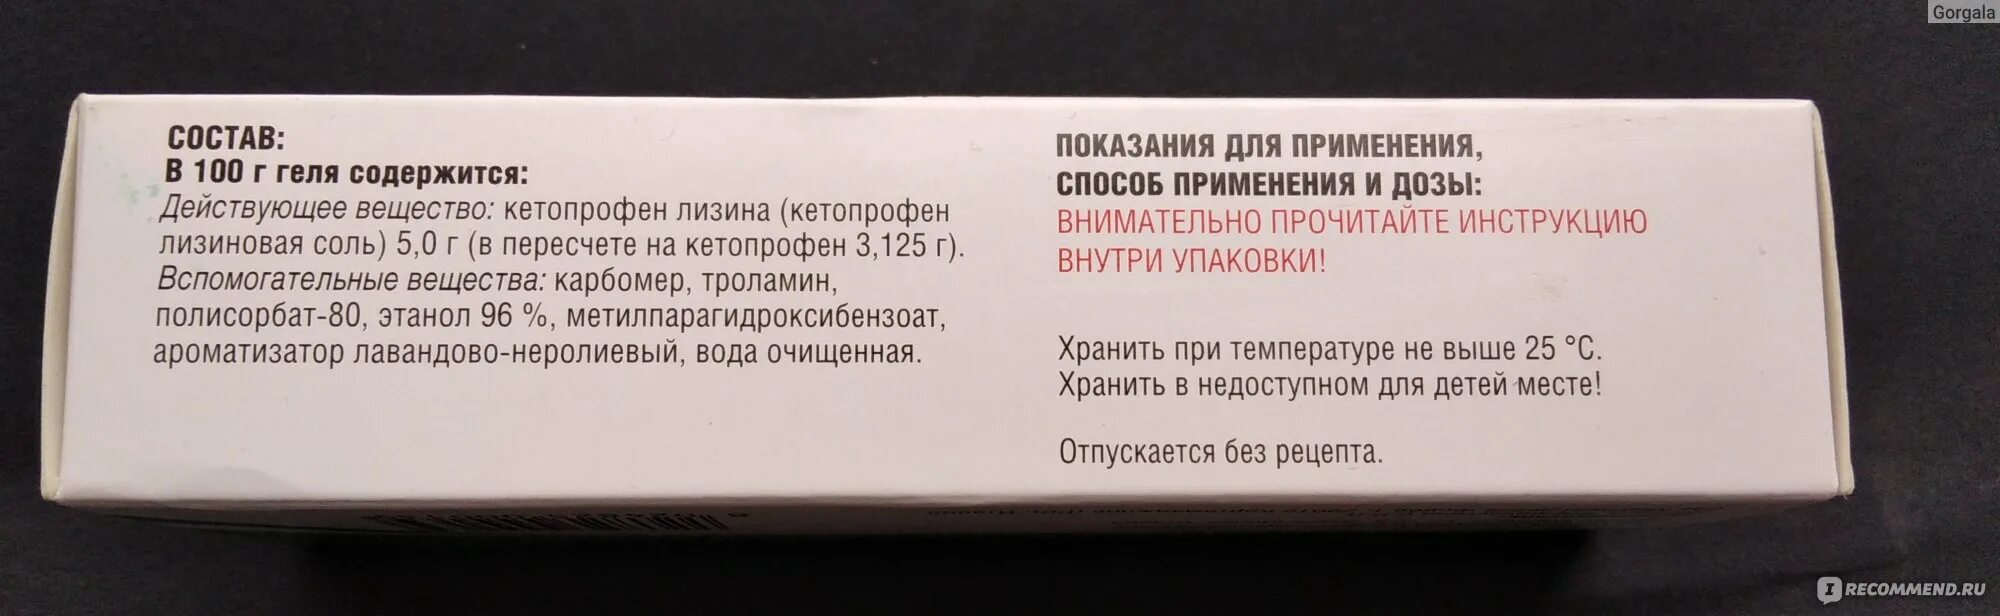 Gorgala
СОСТАВ:
В 100 г геля содержится:
Действующее вещество: кетопрофен лизина (кетопрофен
лизиновая соль) 5,0 г (в пересчете на кетопрофен 3,125 г).
Вспомогательные вещества: карбомер, троламин,
полисорбат-80, этанол 96 %, метилпарагидроксибензоат,
ароматизатор лавандово-неролиевый, вода очищенная.
ПОКАЗАНИЯ ДЛЯ ПРИМЕНЕНИЯ,
СПОСОБ ПРИМЕНЕНИЯ И ДОЗЫ:
ВНИМАТЕЛЬНО ПРОЧИТАЙТЕ ИНСТРУКЦИЮ
ВНУТРИ УПАКОВКИ!
Хранить при температуре не выше 25 °С.
Хранить в недоступном для детей месте!
Отпускается без рецепта.
I RECOMMEND.RU